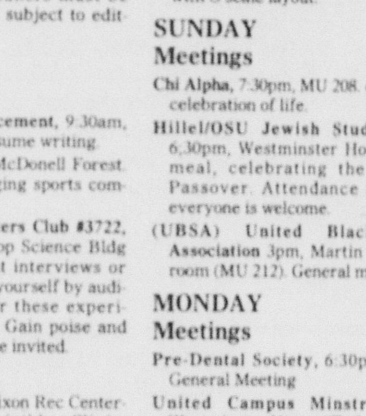 subject to edit-
cement, 9:30am,
sume writing.
McDonell Forest
ging sports com-
ers Club #3722,
op Science Bldg
t interviews or
yourself by audi-
r these experi-
Gain poise and
e invited.
ixon Rec Center-
with O scale layout.
SUNDAY
Meetings
Chi Alpha, 7:30pm, MU 208.
celebration of life.
Hillel/OSU Jewish Stud
6:30pm, Westminster Ho
meal, celebrating the
Passover. Attendance
everyone is welcome.
(UBSA) United Blac
Association 3pm, Martin
room (MU 212). General m
MONDAY
Meetings
Pre-Dental Society, 6:30p
General Meeting
United Campus Minstr